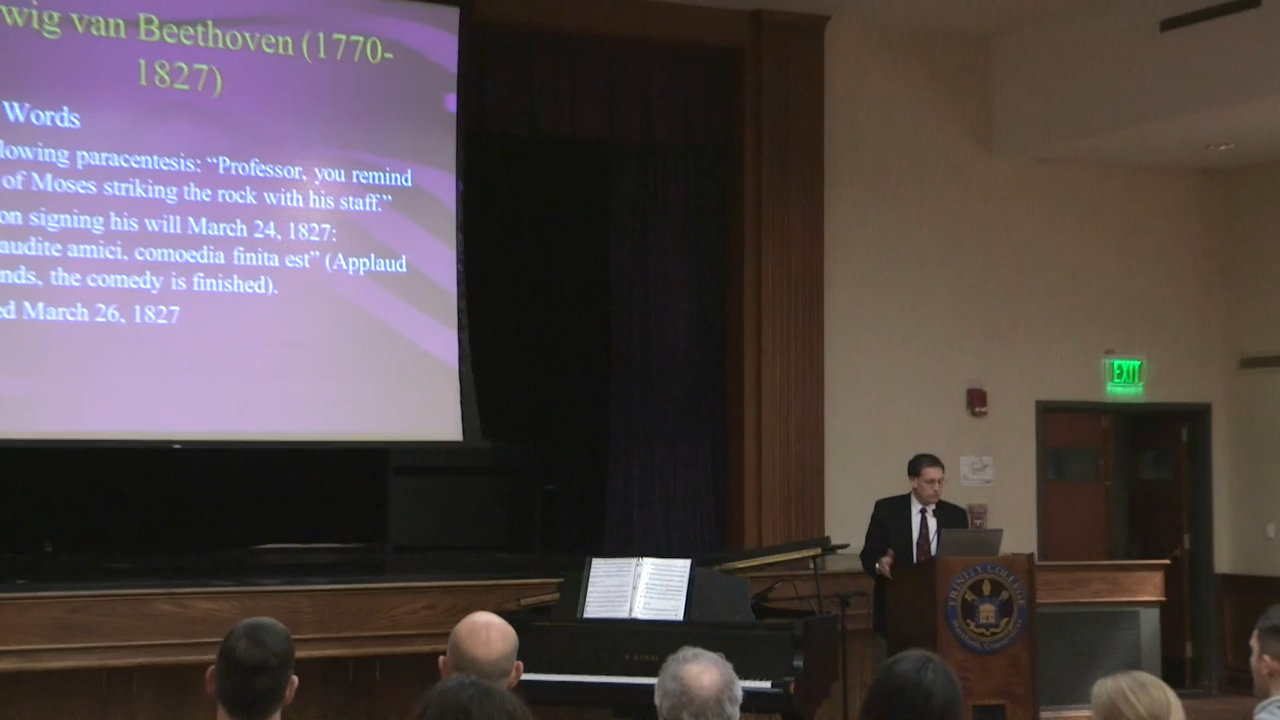 wig van Beethoven (1770-
1827)
Words
lowing paracentesis: “Professor, you remind
of Moses striking the rock with his staff.”
on signing his will March 24, 1827:
audite amici, comoedia finita est” (Applaud
nds, the comedy is finished).
ed March 26, 1827
EXIT
TRINITY COLLEGE